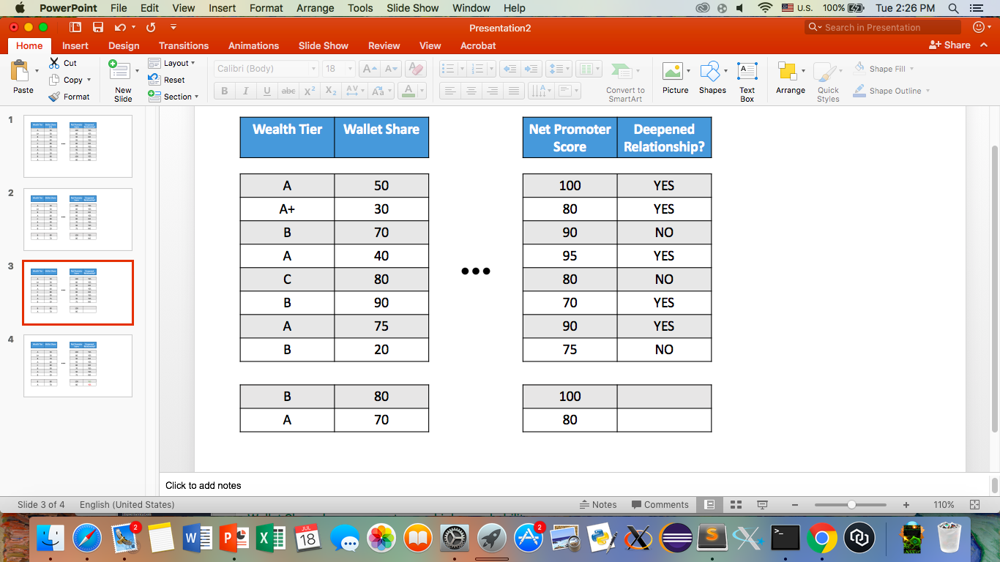 PowerPoint File Edit View Insert Format Arrange Tools Slide Show Window Help U.S. 100% Tue 2:26 PM
Presentation2
Search in Presentation
Home Insert Design Transitions Animations Slide Show Review View Acrobat Share
Paste Cut Copy Format New Slide Layout Reset Section Calibri (Body) 18 Convert to SmartArt Picture Shapes Text Box Arrange Quick Styles Shape Fill Shape Outline
1
2
3
4
Wealth Tier Wallet Share Net Promoter Score Deepened Relationship?
A 50 100 YES
A+ 30 80 YES
B 70 90 NO
A 40 95 YES
C 80 80 NO
B 90 70 YES
A 75 90 YES
B 20 75 NO
B 80 100
A 70 80
Click to add notes
Slide 3 of 4 English (United States) Notes Comments 110%
2 JUL 18 2